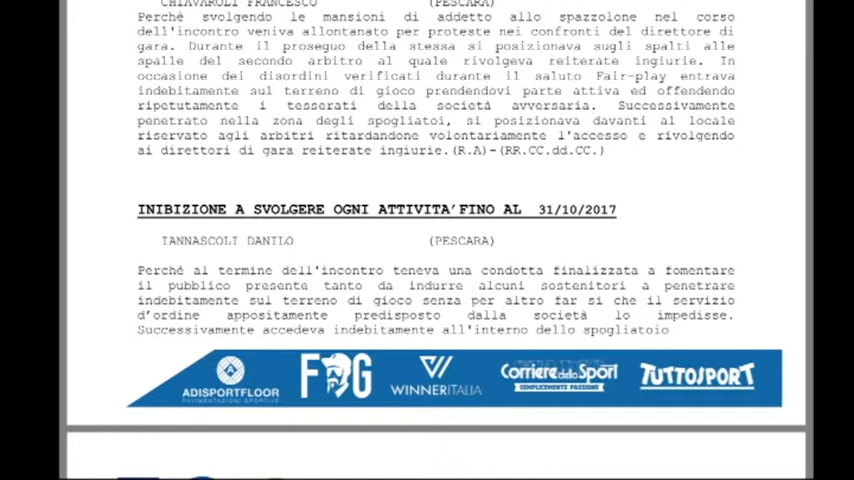 CHIAVAROLI FRANCESCO (PESCARA)
Perchè svolgendo le mansioni di addetto allo spazzolone nel corso
dell'incontro veniva allontanato per proteste nei confronti del direttore di
gara. Durante il proseguo della stessa si posizionava sugli spalti alle
spalle del secondo arbitro al quale rivolgeva reiterate ingiurie. In
occasione dei disordini verificati durante il saluto Fair-play entrava
indebitamente sul terreno di gioco prendendovi parte attiva ed offendendo
ripetutamente i tesserati della società avversaria. Successivamente
penetrato nella zona degli spogliatoi, si posizionava davanti al locale
riservato agli arbitri ritardandone volontariamente l'accesso e rivolgendo
ai direttori di gara reiterate ingiurie.(R.A)-(RR.CC.dd.CC.)
INIBIZIONE A SVOLGERE OGNI ATTIVITA'FINO AL 31/10/2017
IANNASCOLI DANILO (PESCARA)
Perché al termine dell'incontro teneva una condotta finalizzata a fomentare
il pubblico presente tanto da indurre alcuni sostenitori a penetrare
indebitamente sul terreno di gioco senza per altro far si che il servizio
d'ordine appositamente predisposto dalla società lo impedisse.
Successivamente accedeva indebitamente all'interno dello spogliatoio
ADISPORTFLOOR
PAVIMENTAZIONI SPORTIVE
WINNERITALIA
Corriere dello Sport
SEMPLICEMENTE PASSIONE
TUTTOSPORT